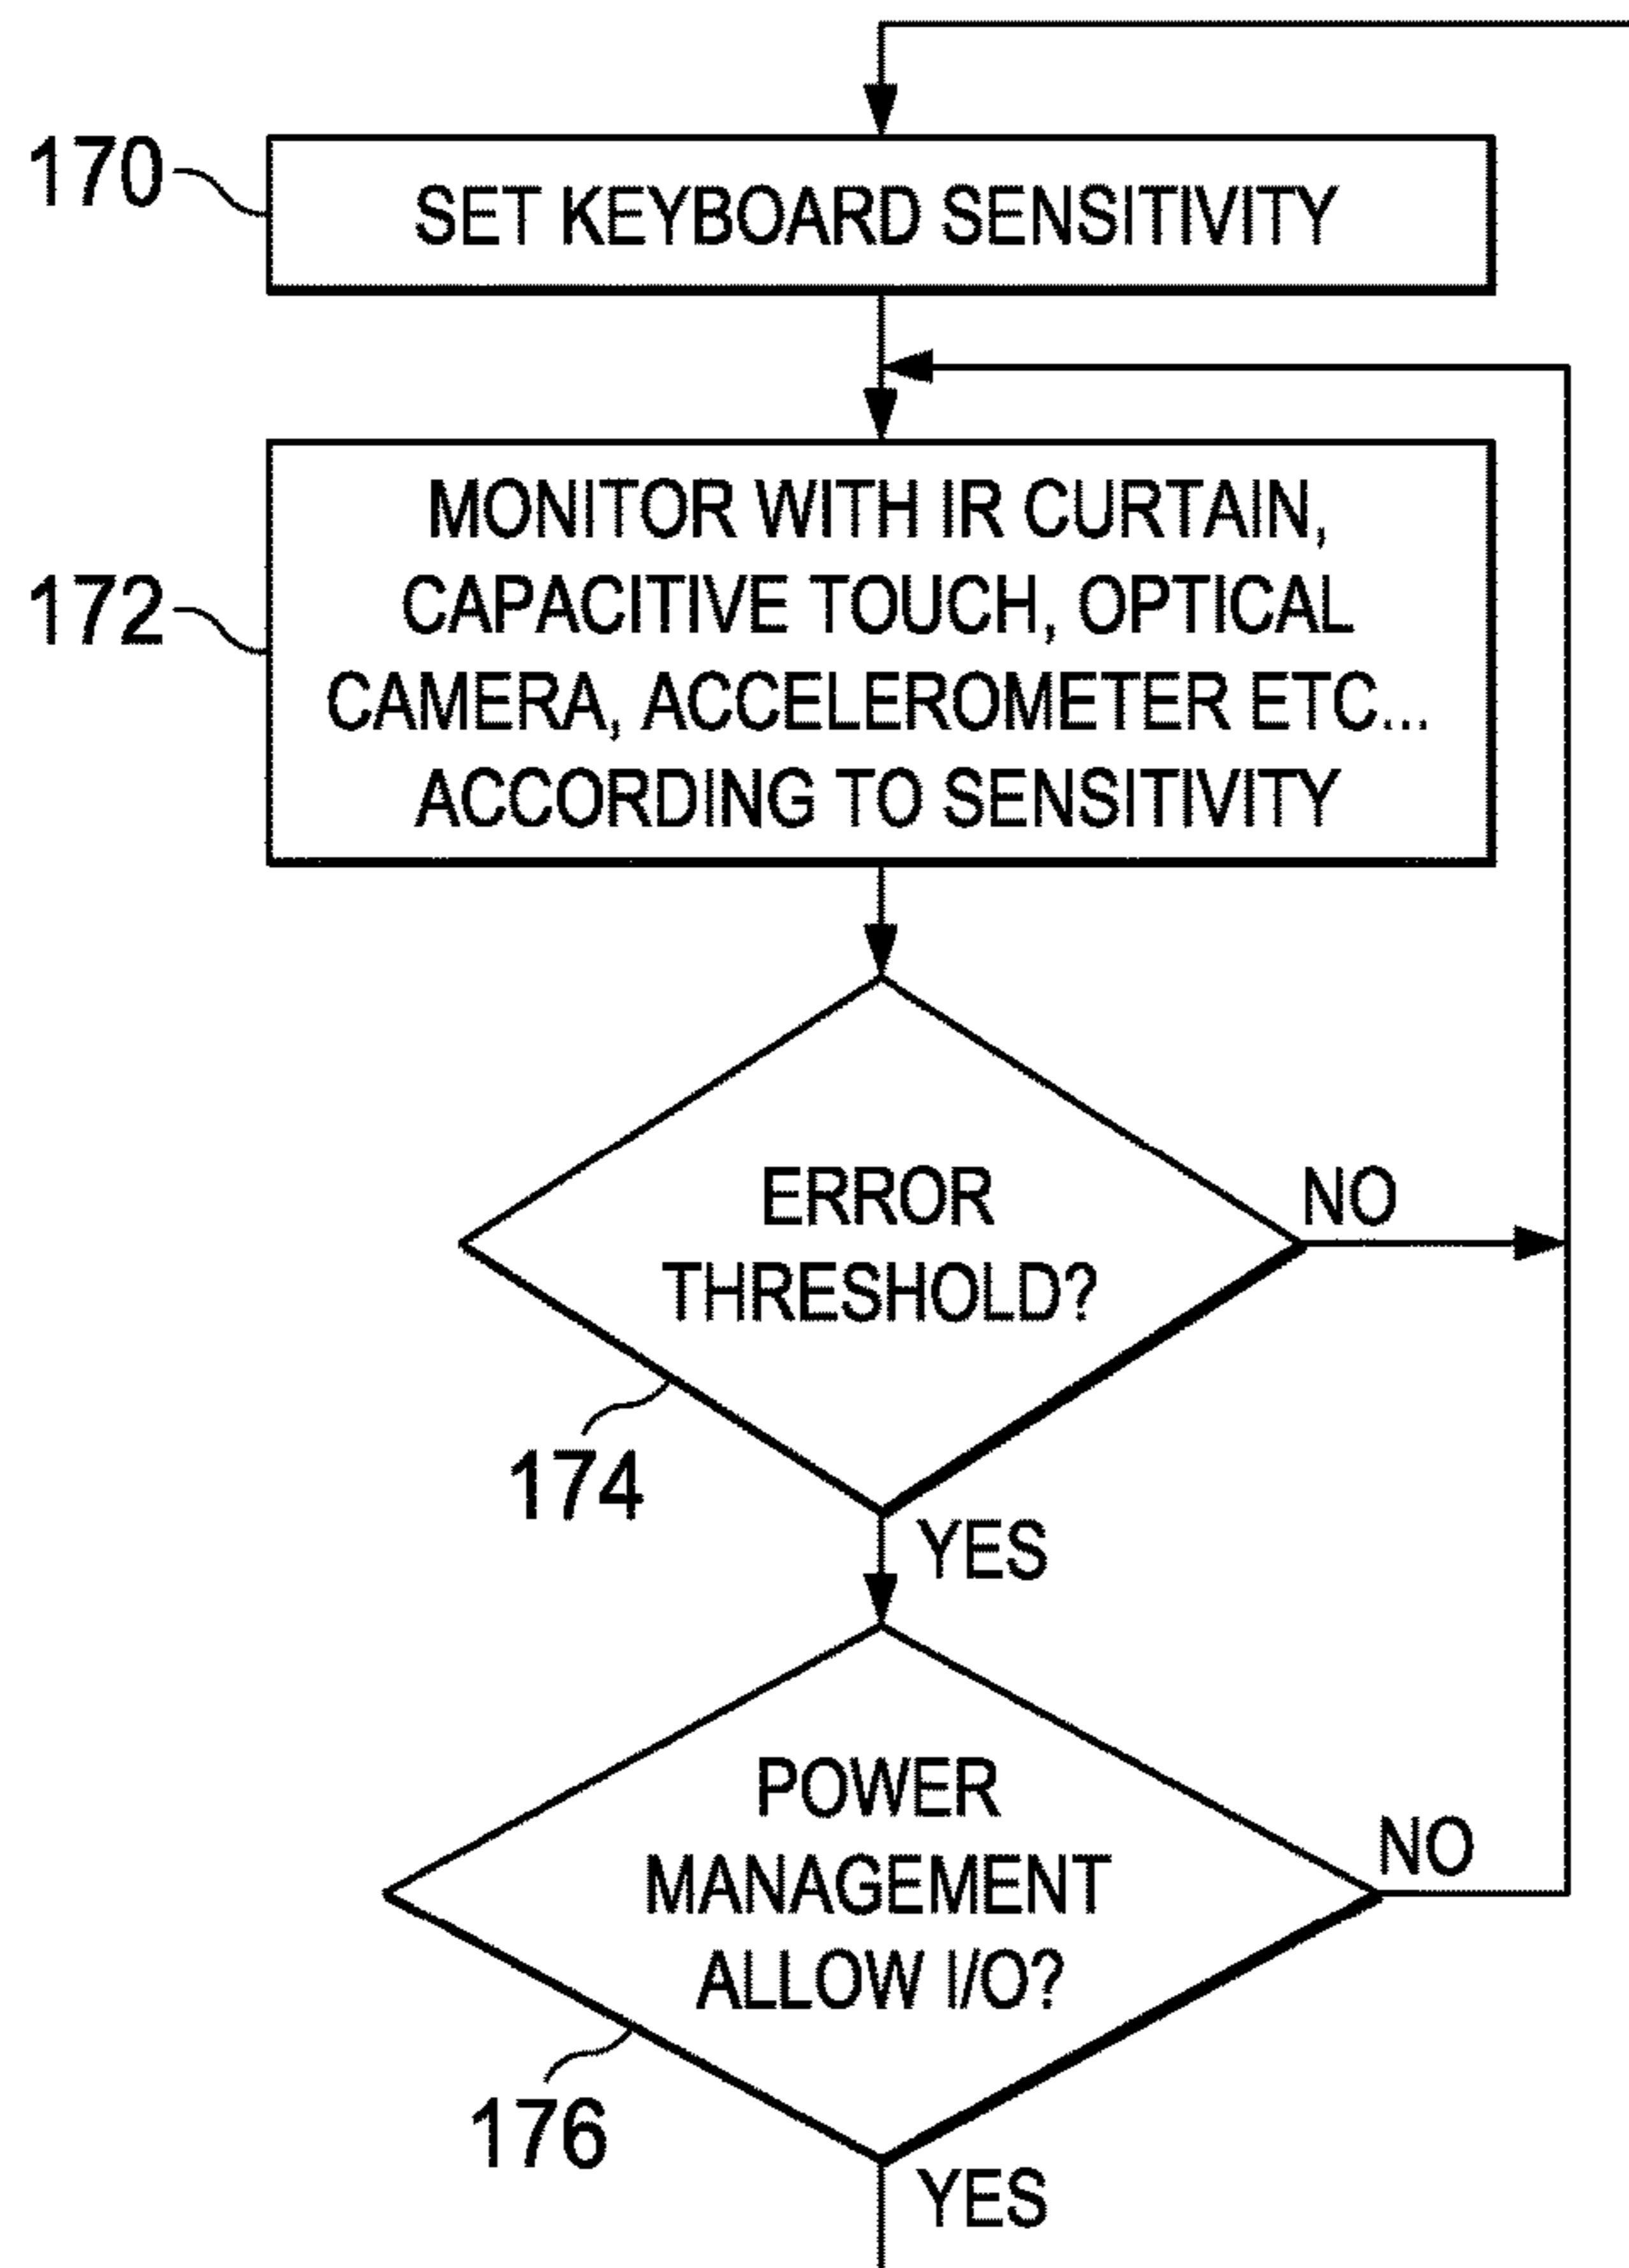 170
SET KEYBOARD SENSITIVITY
172
MONITOR WITH IR CURTAIN,
CAPACITIVE TOUCH, OPTICAL
CAMERA, ACCELEROMETER ETC...
ACCORDING TO SENSITIVITY
ERROR
THRESHOLD?
NO
174
YES
POWER
MANAGEMENT
ALLOW I/O?
NO
176
YES